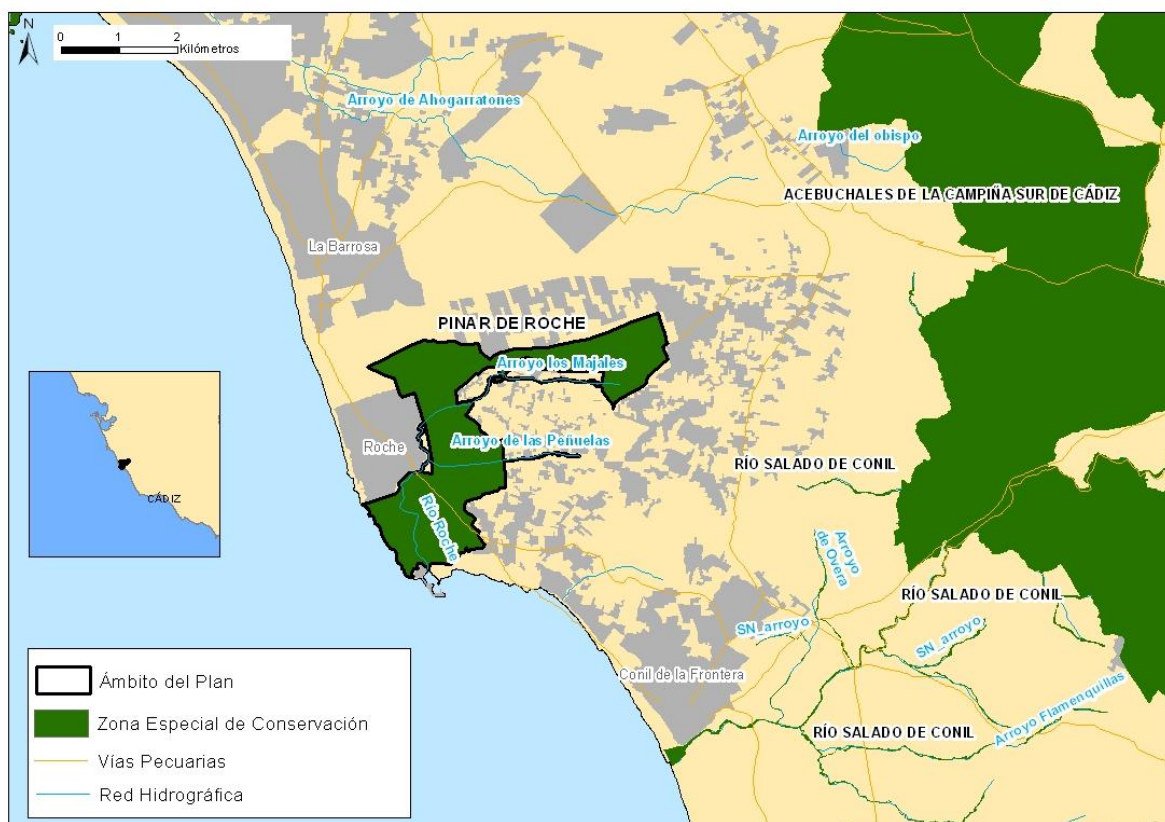 N
0 1 2
Kilómetros
Arroyo de Ahogarratones
Arroyo del obispo
ACEBUCHALES DE LA CAMPIÑA SUR DE CÁDIZ
La Barrosa
PINAR DE ROCHE
Arroyo los Majales
Roche
Arroyo de las Peñuelas
RÍO SALADO DE CONIL
Río Roche
CÁDIZ
Arroyo
de Overa
RÍO SALADO DE CONIL
SN_arroyo
SN_arroyo
Conil de la Frontera
Arroyo Flamenquillas
RÍO SALADO DE CONIL
Ámbito del Plan
Zona Especial de Conservación
Vías Pecuarias
Red Hidrográfica